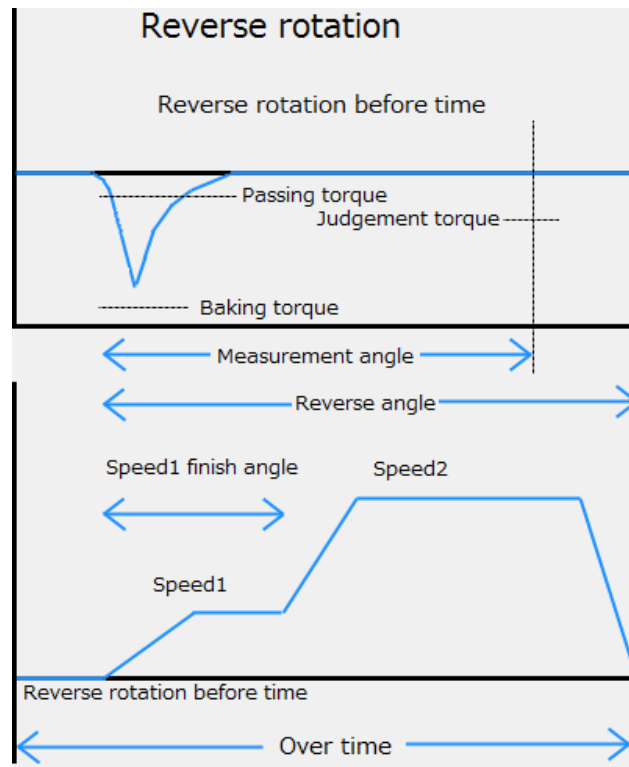 Reverse rotation
Reverse rotation before time
Passing torque
Judgement torque
Baking torque
Measurement angle
Reverse angle
Speed1 finish angle
Speed2
Speed1
Reverse rotation before time
Over time